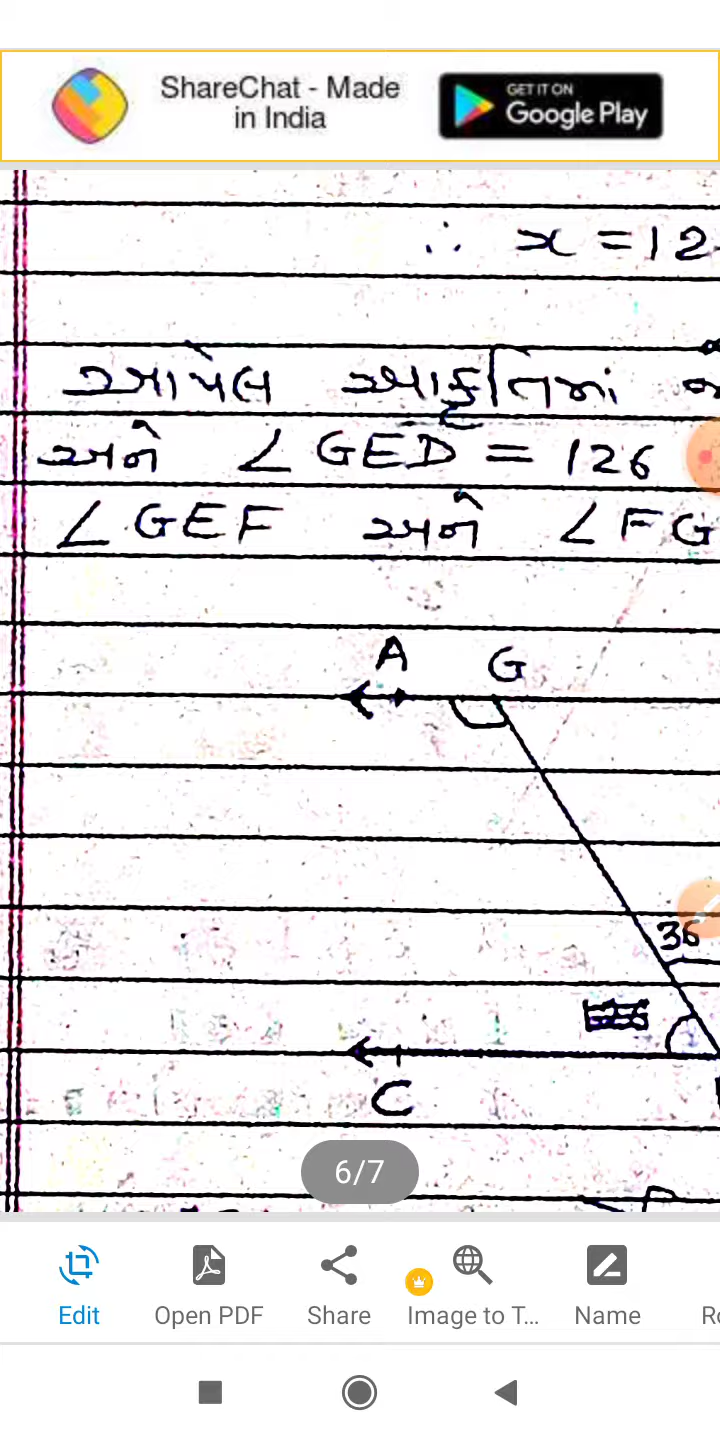 ShareChat - Made
in India
GET IT ON
Google Play
∴ x = 12
આપેલ આકૃતિમાં
અને ∠GED = 126
∠GEF અને ∠FG
A G
36
C
6/7
Edit Open PDF Share Image to T... Name